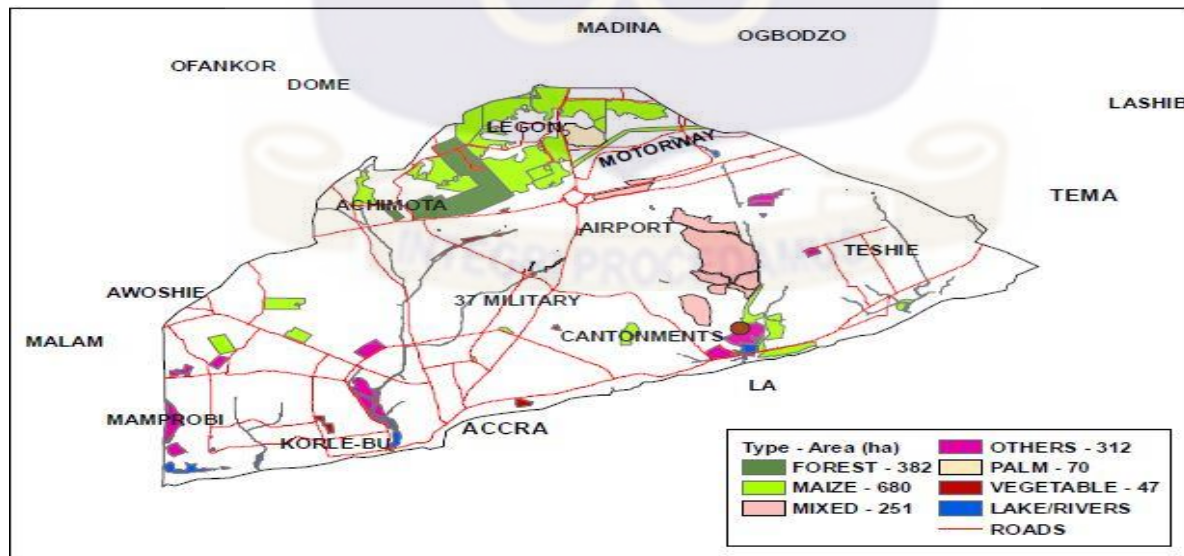 MADINA
OGBODZO
OFANKOR
DOME
LASHIB
LEGON
MOTORWAY
TEMA
ACHIMOTA
AIRPORT
TESHIE
INTEGRI PROCEDAMUS
AWOSHIE
37 MILITARY
CANTONMENTS
MALAM
LA
MAMPROBI
ACCRA
KORLE-BU
Type - Area (ha)
FOREST - 382
MAIZE - 680
MIXED - 251
OTHERS - 312
PALM - 70
VEGETABLE - 47
LAKE/RIVERS
ROADS